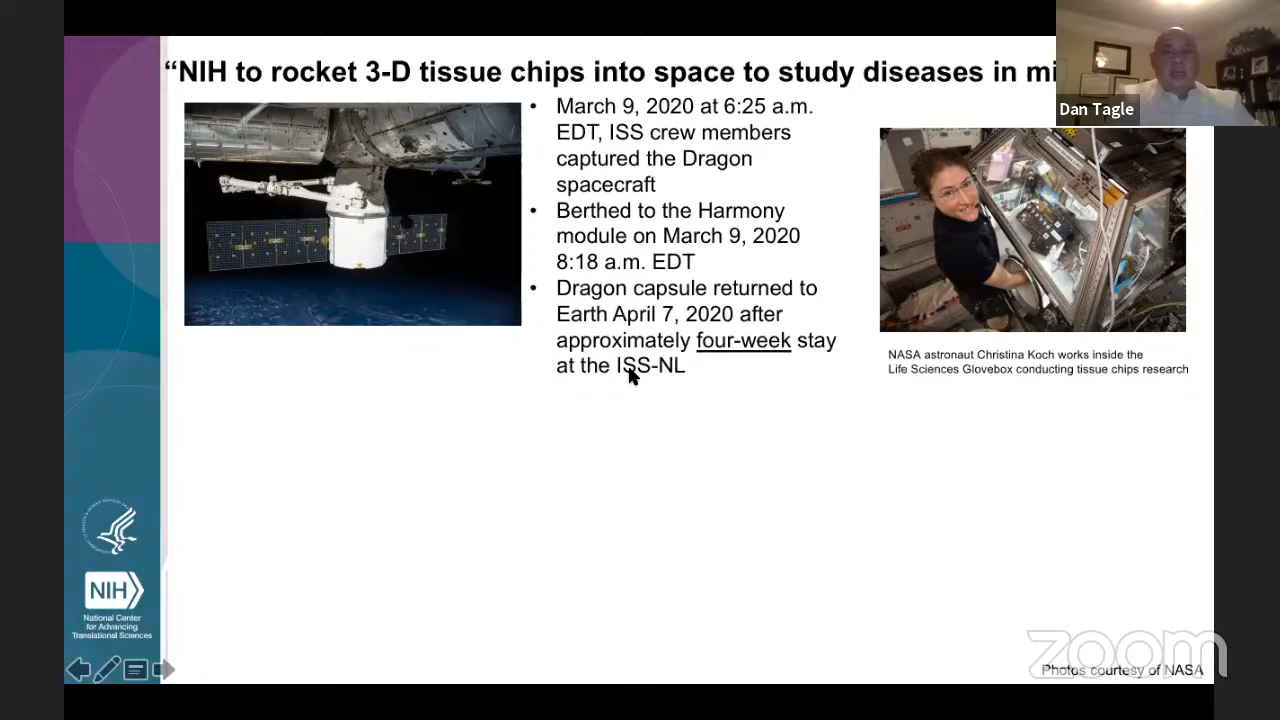 “NIH to rocket 3-D tissue chips into space to study diseases in mi
Dan Tagle
• March 9, 2020 at 6:25 a.m.
EDT, ISS crew members
captured the Dragon
spacecraft
• Berthed to the Harmony
module on March 9, 2020
8:18 a.m. EDT
• Dragon capsule returned to
Earth April 7, 2020 after
approximately four-week stay
at the ISS-NL
NASA astronaut Christina Koch works inside the
Life Sciences Glovebox conducting tissue chips research
NIH
National Center
for Advancing
Translational Sciences
zoom
Photos courtesy of NASA